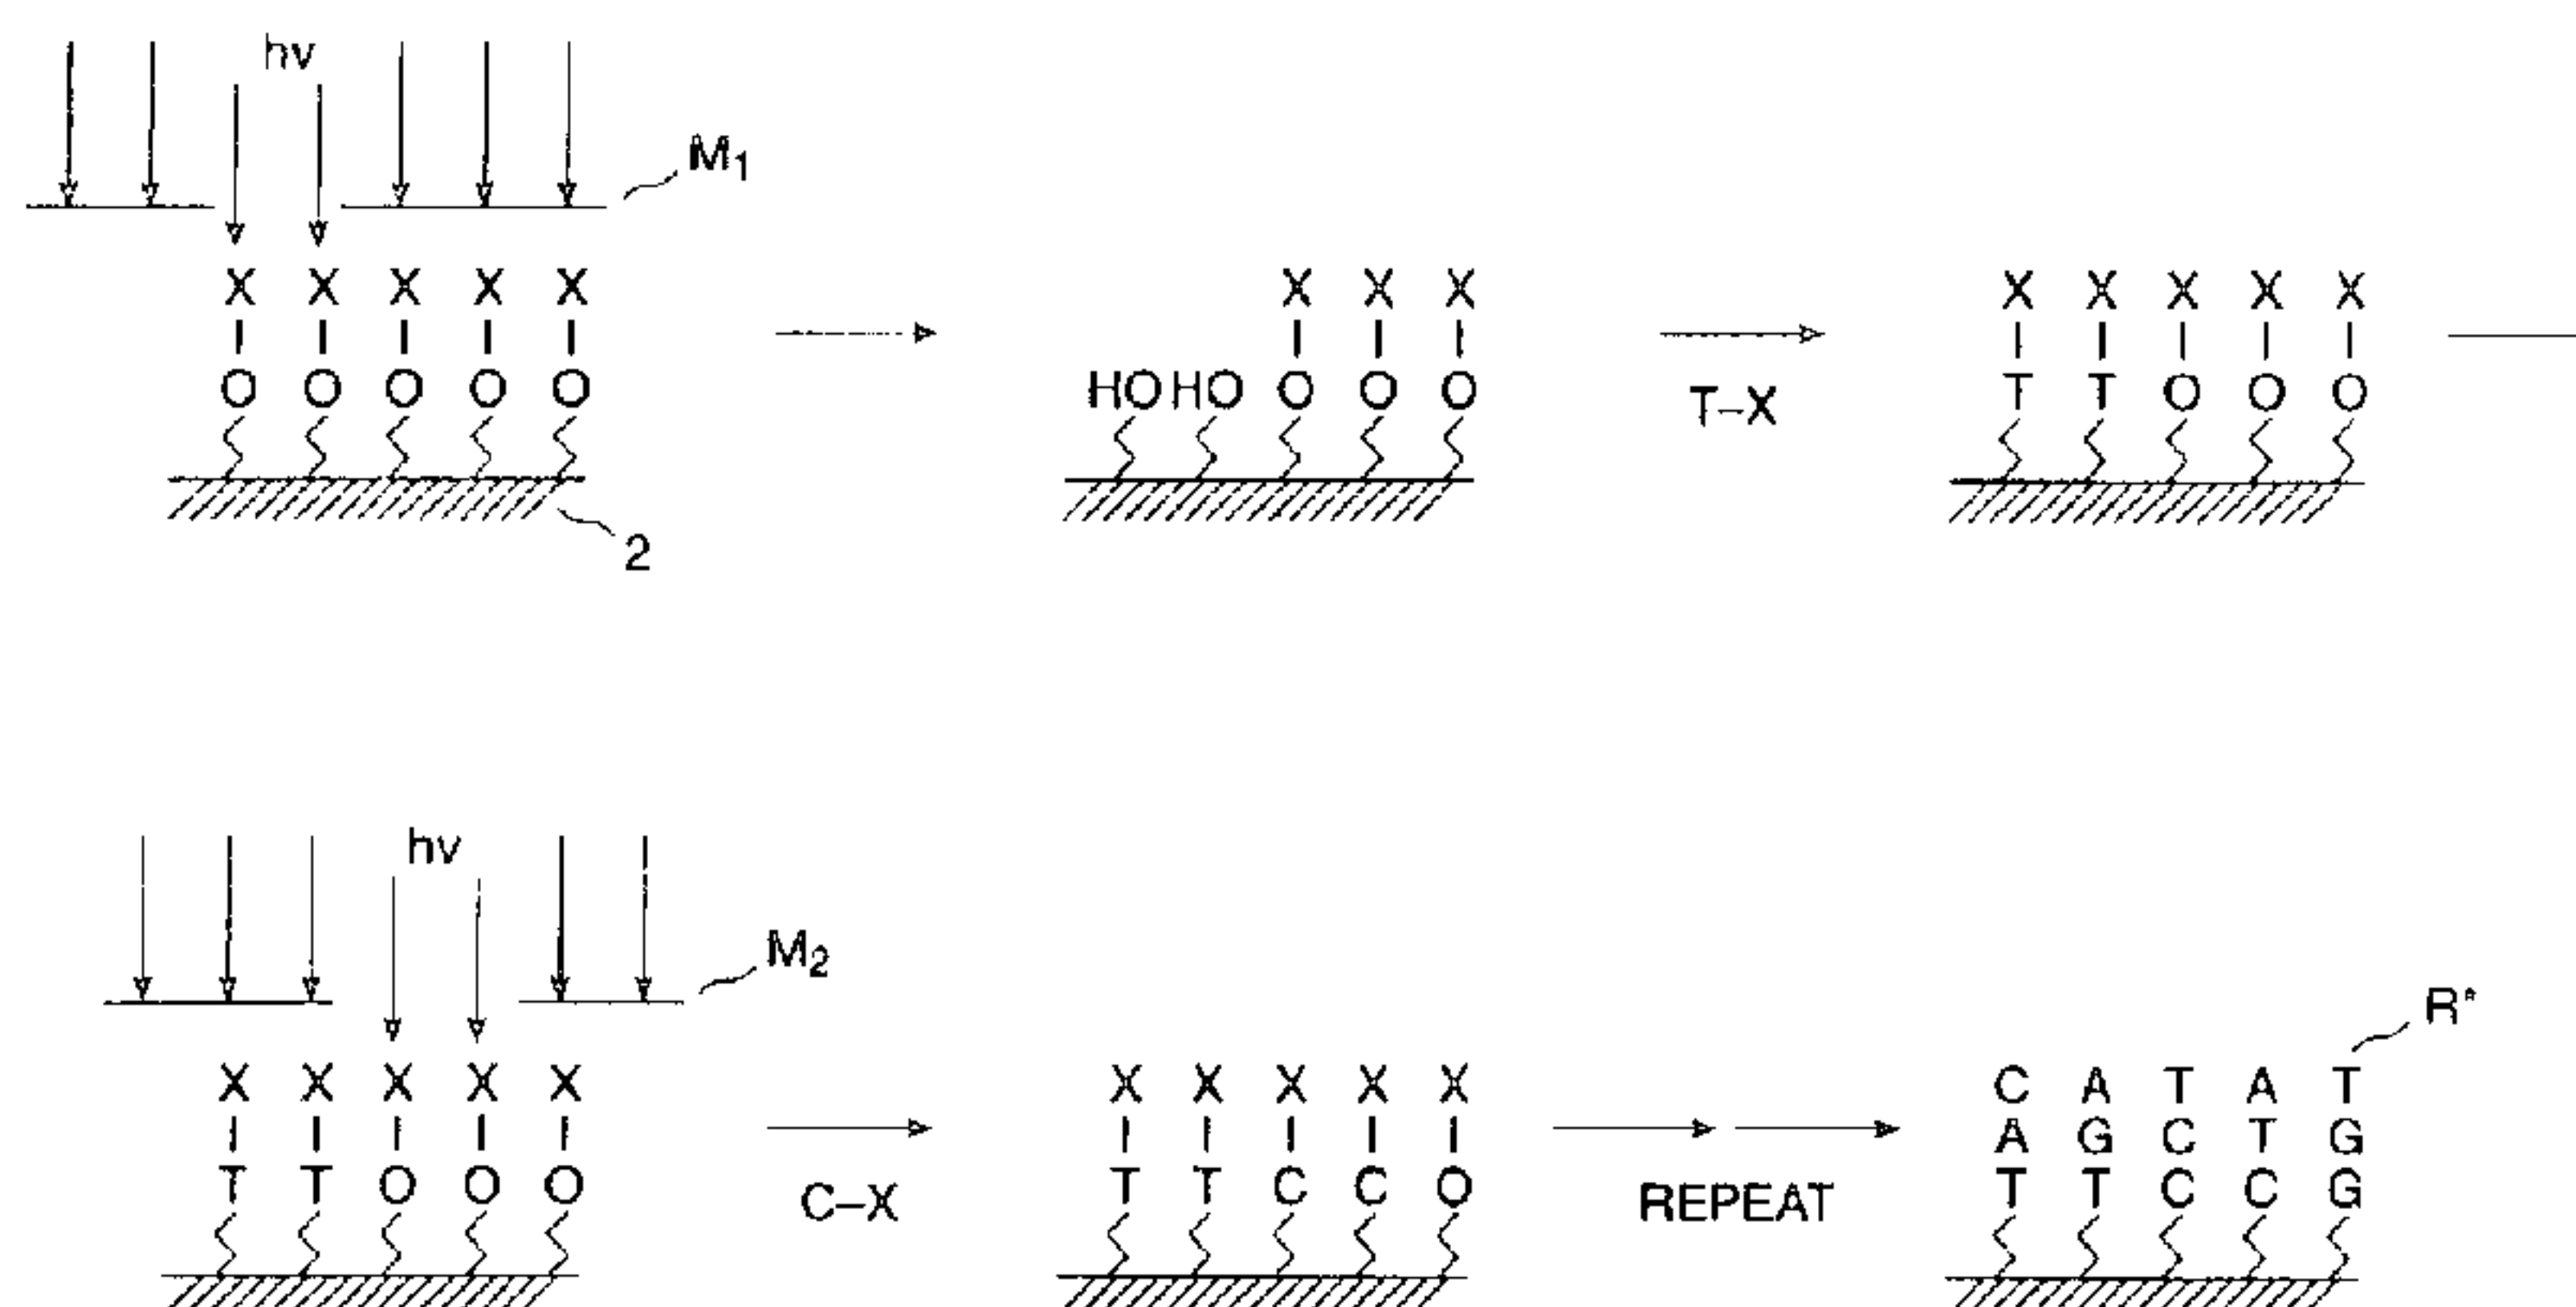 hν
M₁
X X X X X
O O O O O
2
X X X
HO HO O O O
T–X
X X X X X
T T O O O
hν
M₂
X X X X X
T T O O O
C–X
X X X X X
T T C C O
REPEAT
R*
C A T A T
A G C T G
T T C C G